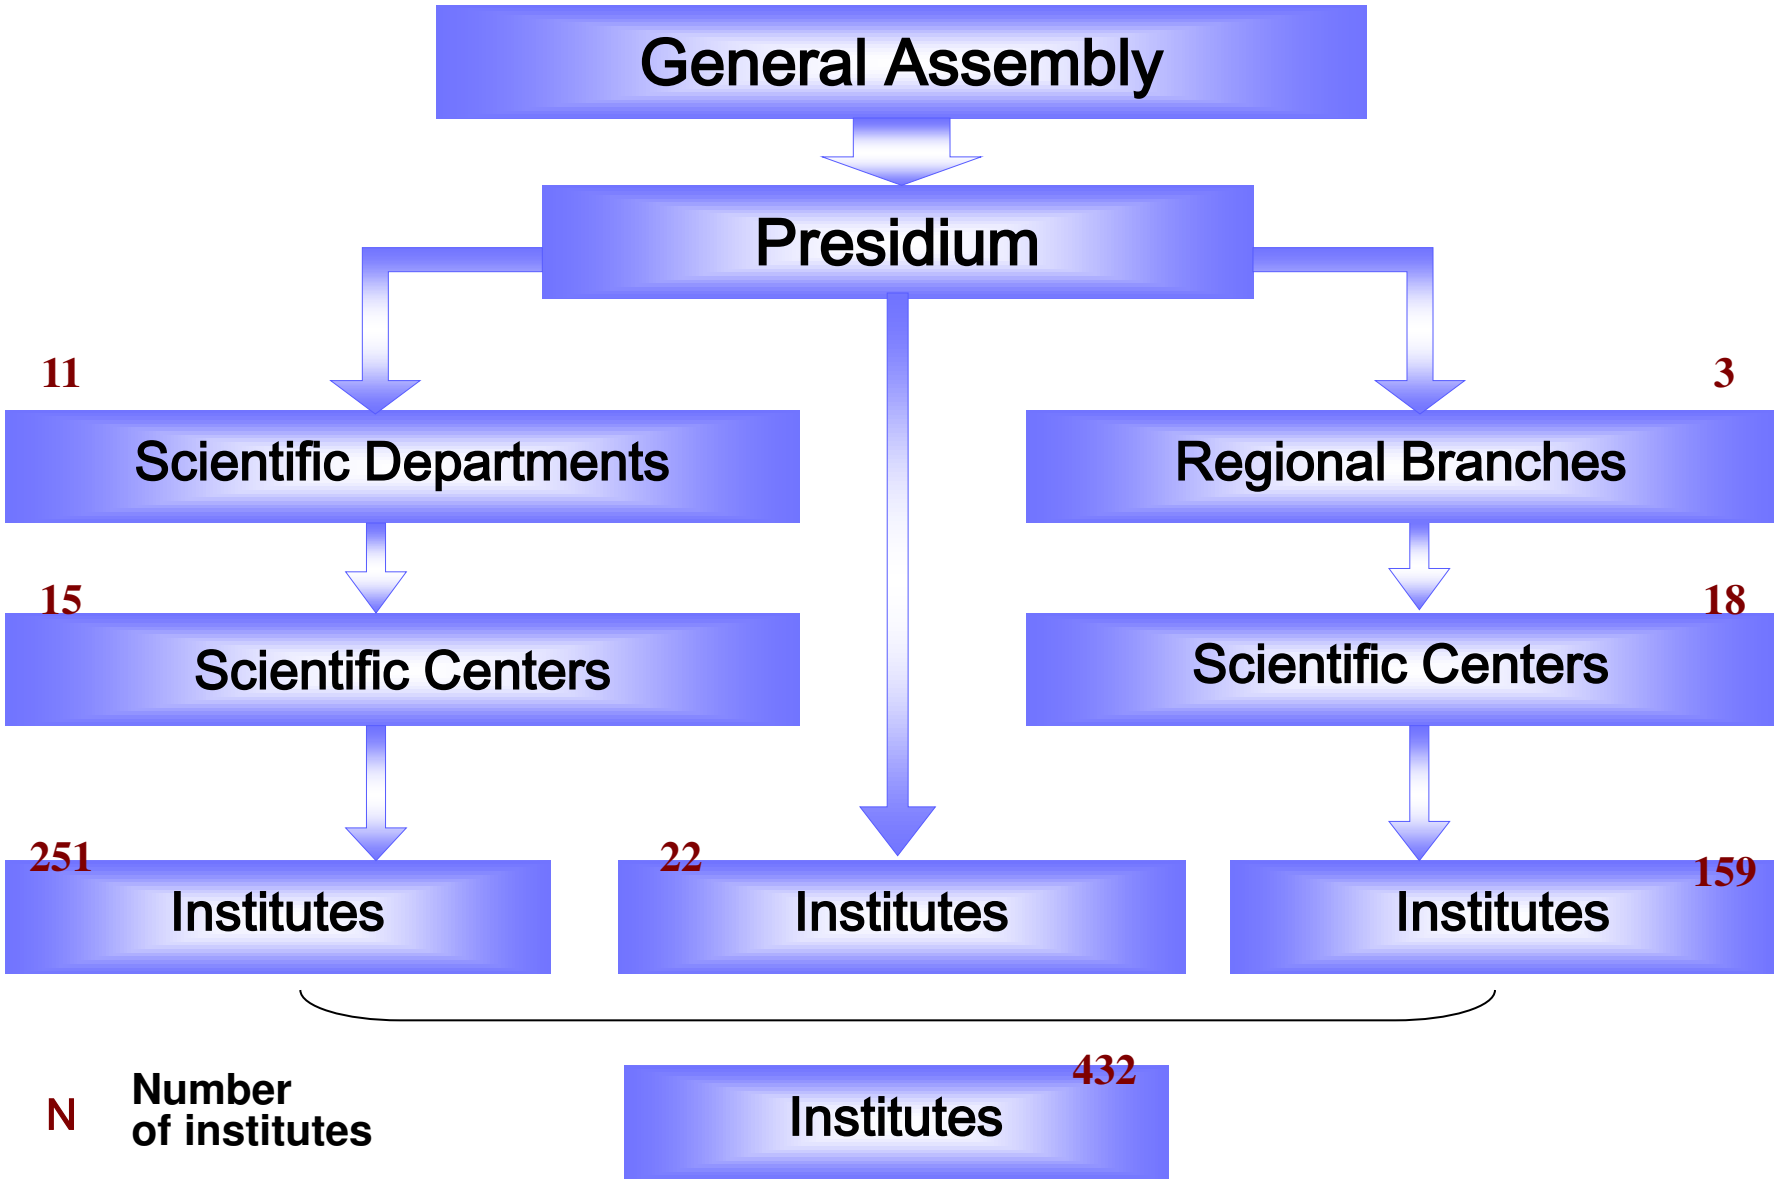 General Assembly
Presidium
11
3
Scientific Departments
Regional Branches
15
18
Scientific Centers
Scientific Centers
251
22
159
Institutes
Institutes
Institutes
432
Institutes
N
Number
of institutes